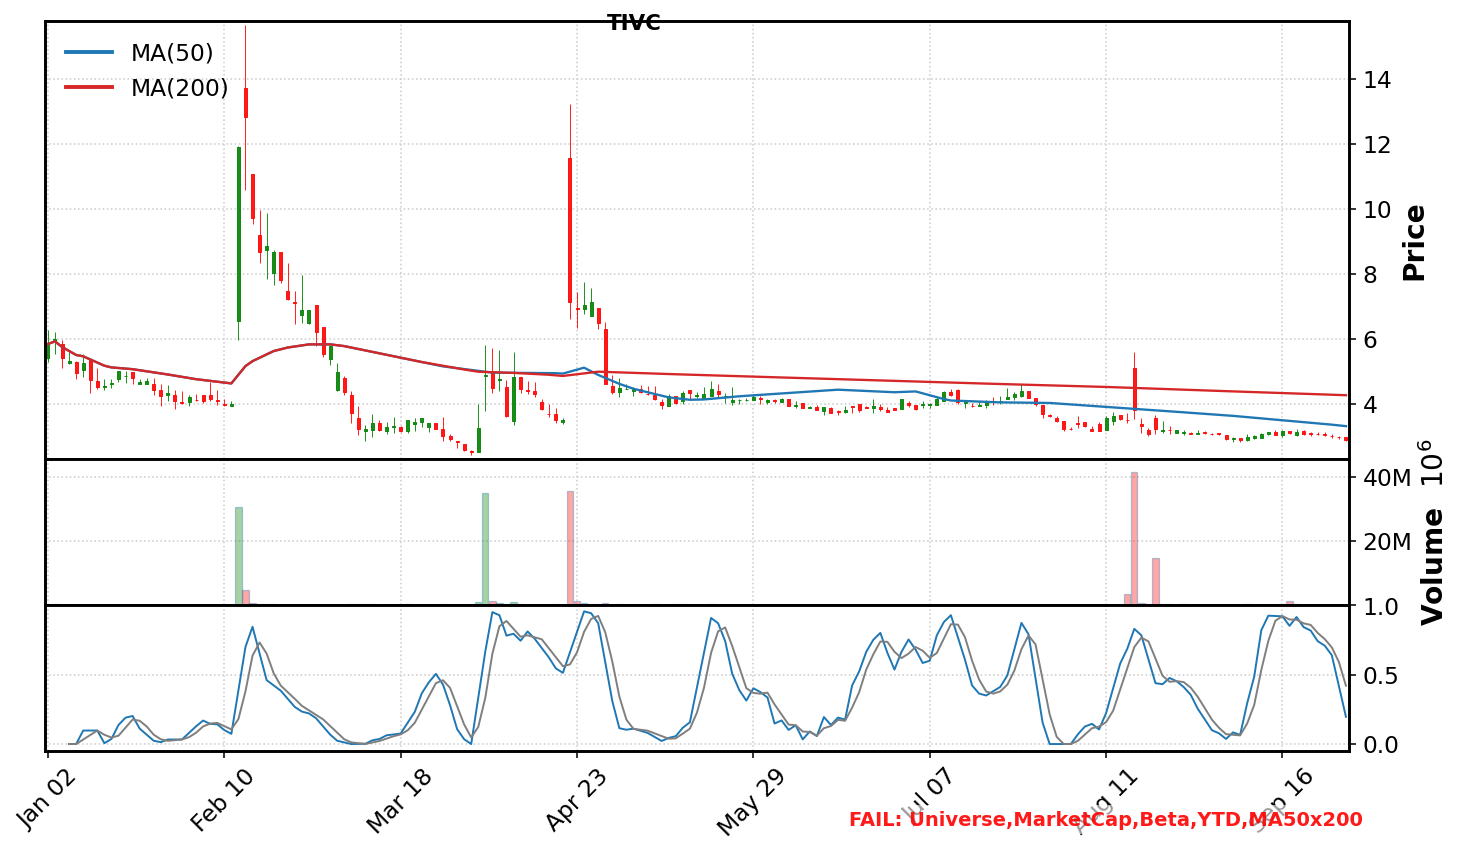 TIVC
MA(50)
MA(200)
14
12
10
8
6
4
Price
40M
20M
Volume 10^6
1.0
0.5
0.0
Jan 02
Feb 10
Mar 18
Apr 23
May 29
Jul 07
Aug 11
Sep 16
FAIL: Universe,MarketCap,Beta,YTD,MA50x200